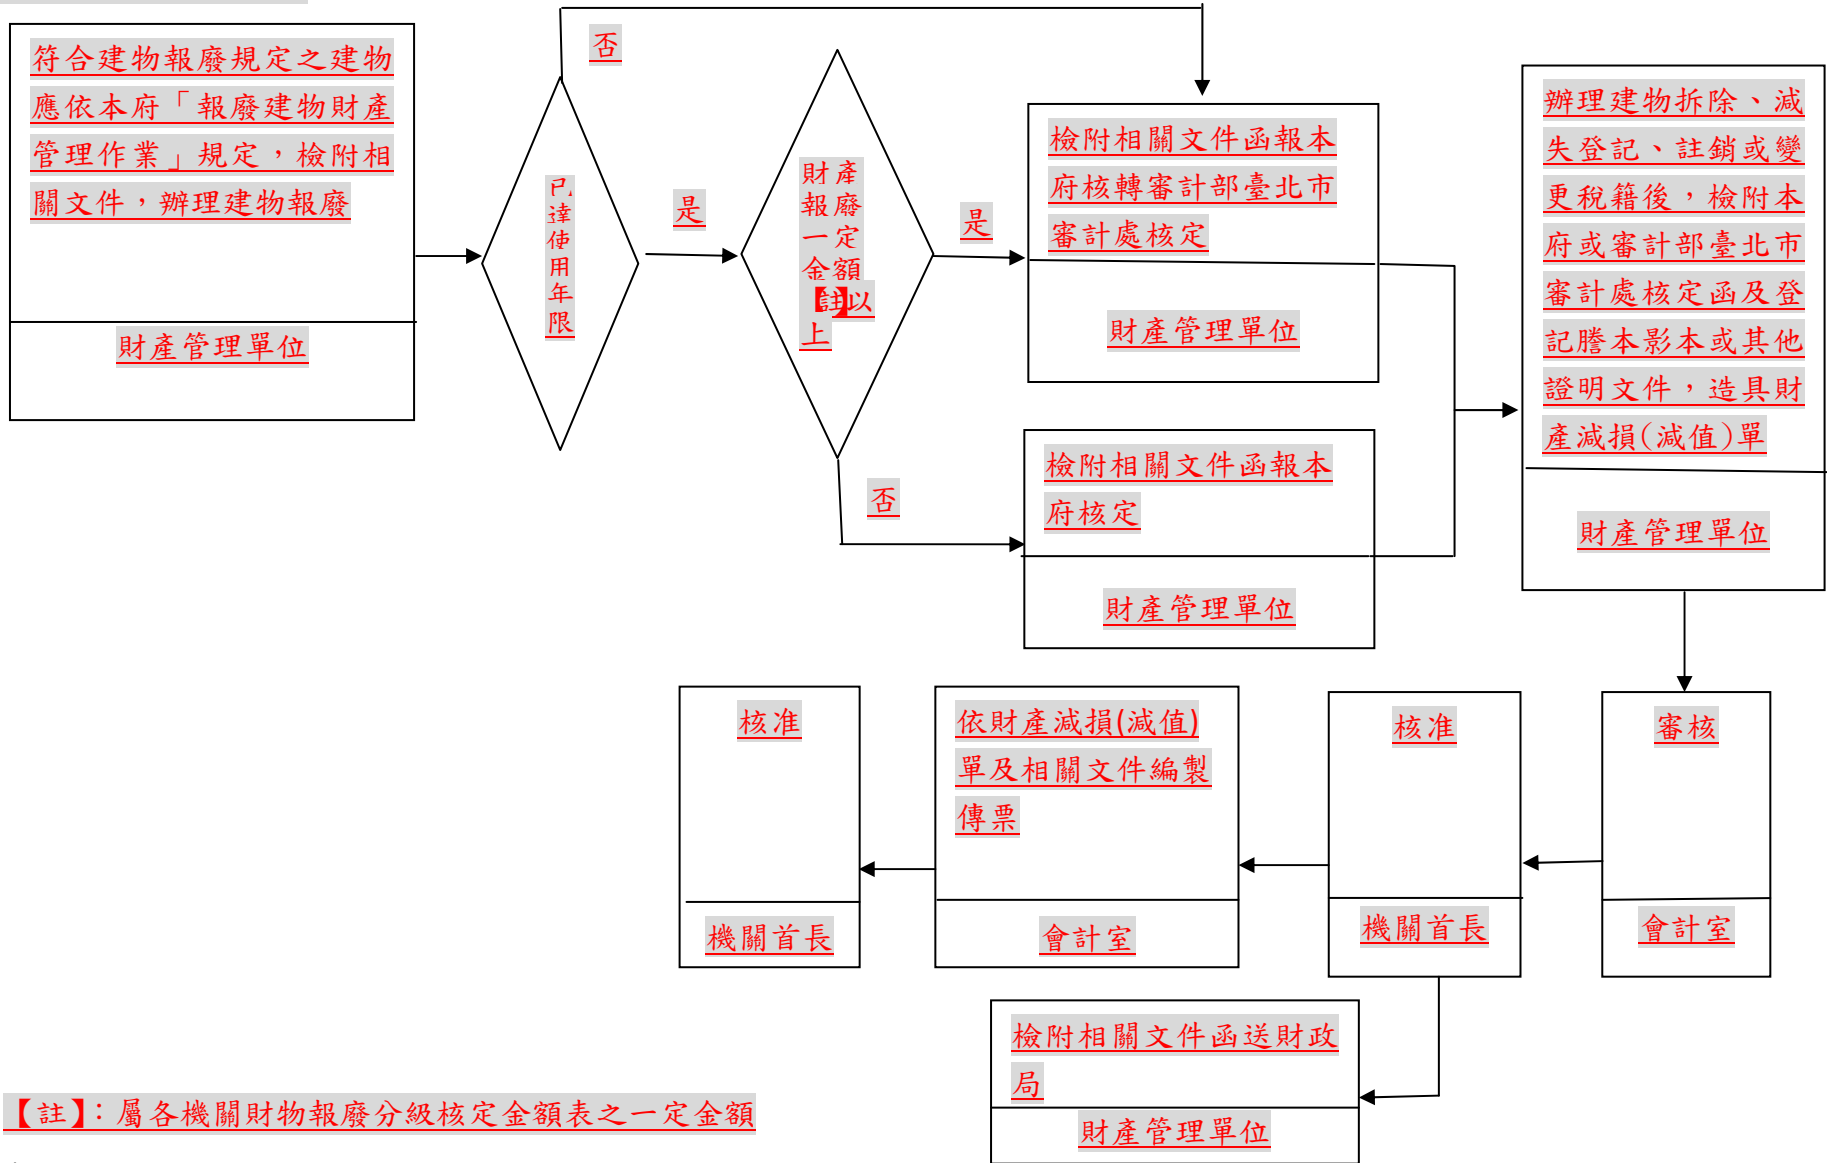 符合建物報廢規定之建物
應依本府「報廢建物財產
管理作業」規定，檢附相
關文件，辦理建物報廢
財產管理單位
否
已
達
使
用
年
限
是
財產
報廢
一定
金額
【註】以
上
是
檢附相關文件函報本
府核轉審計部臺北市
審計處核定
財產管理單位
否
檢附相關文件函報本
府核定
財產管理單位
辦理建物拆除、減
失登記、註銷或變
更稅籍後，檢附本
府或審計部臺北市
審計處核定函及登
記謄本影本或其他
證明文件，造具財
產減損(減值)單
財產管理單位
審核
會計室
核准
機關首長
依財產減損(減值)
單及相關文件編製
傳票
會計室
核准
機關首長
檢附相關文件函送財政
局
財產管理單位
【註】：屬各機關財物報廢分級核定金額表之一定金額